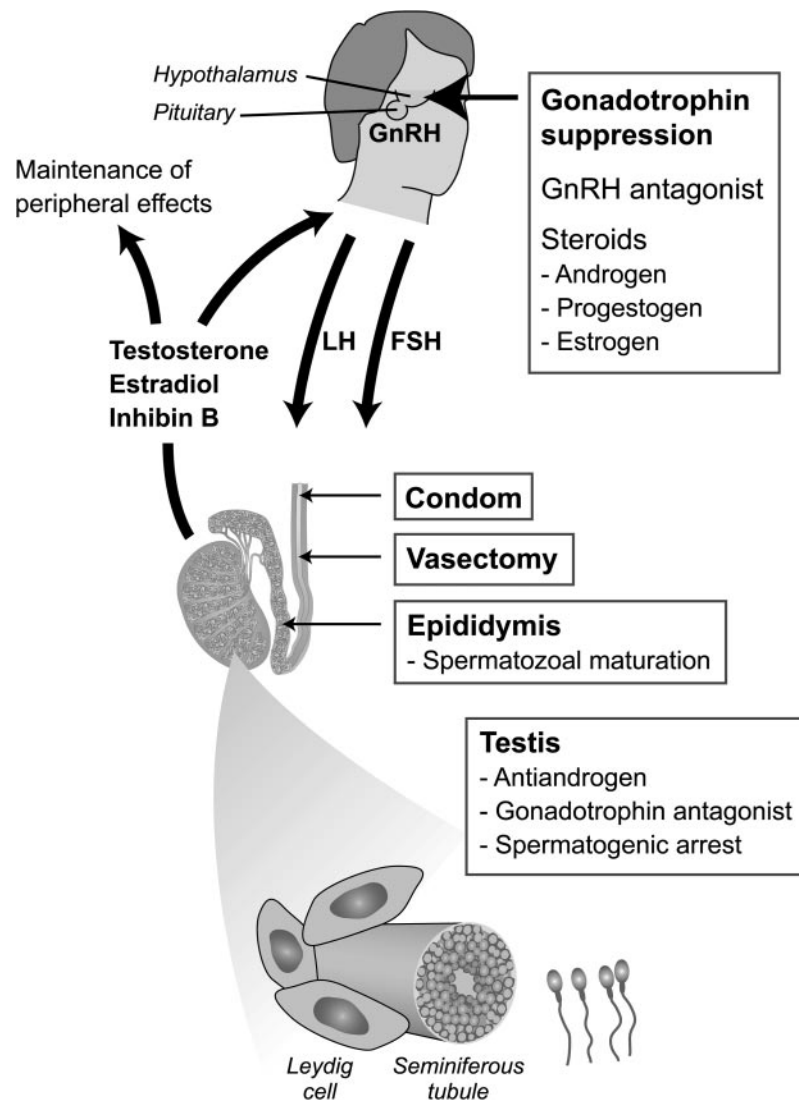 Hypothalamus
Pituitary
GnRH
Gonadotrophin
suppression
GnRH antagonist
Steroids
- Androgen
- Progestogen
- Estrogen
Maintenance of
peripheral effects
LH
FSH
Testosterone
Estradiol
Inhibin B
Condom
Vasectomy
Epididymis
- Spermatozoal maturation
Testis
- Antiandrogen
- Gonadotrophin antagonist
- Spermatogenic arrest
Leydig
cell
Seminiferous
tubule